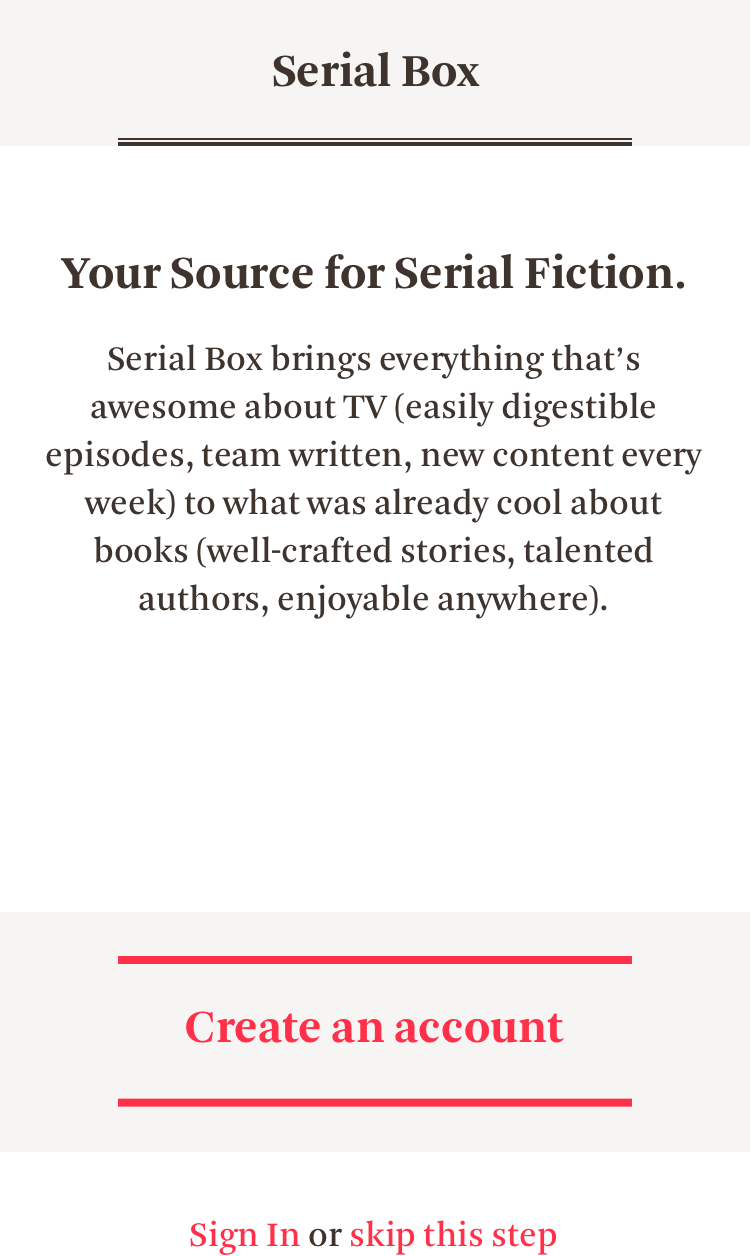 Serial Box
Your Source for Serial Fiction.
Serial Box brings everything that’s
awesome about TV (easily digestible
episodes, team written, new content every
week) to what was already cool about
books (well-crafted stories, talented
authors, enjoyable anywhere).
Create an account
Sign In or skip this step